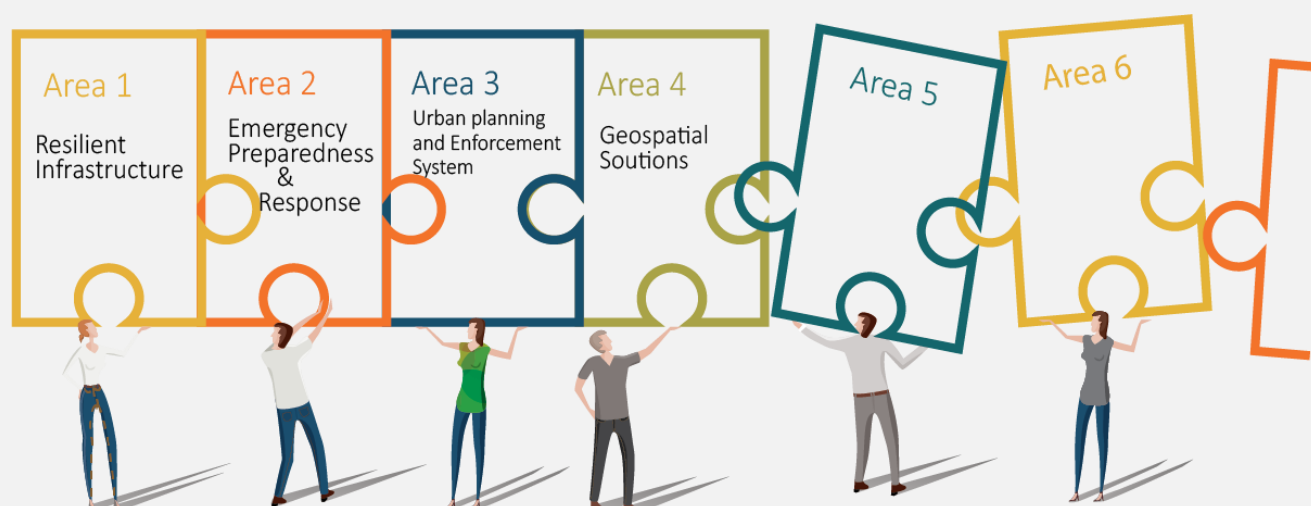 Area 1
Resilient
Infrastructure
Area 2
Emergency
Preparedness
&
Response
Area 3
Urban planning
and Enforcement
System
Area 4
Geospatial
Soutions
Area 5
Area 6